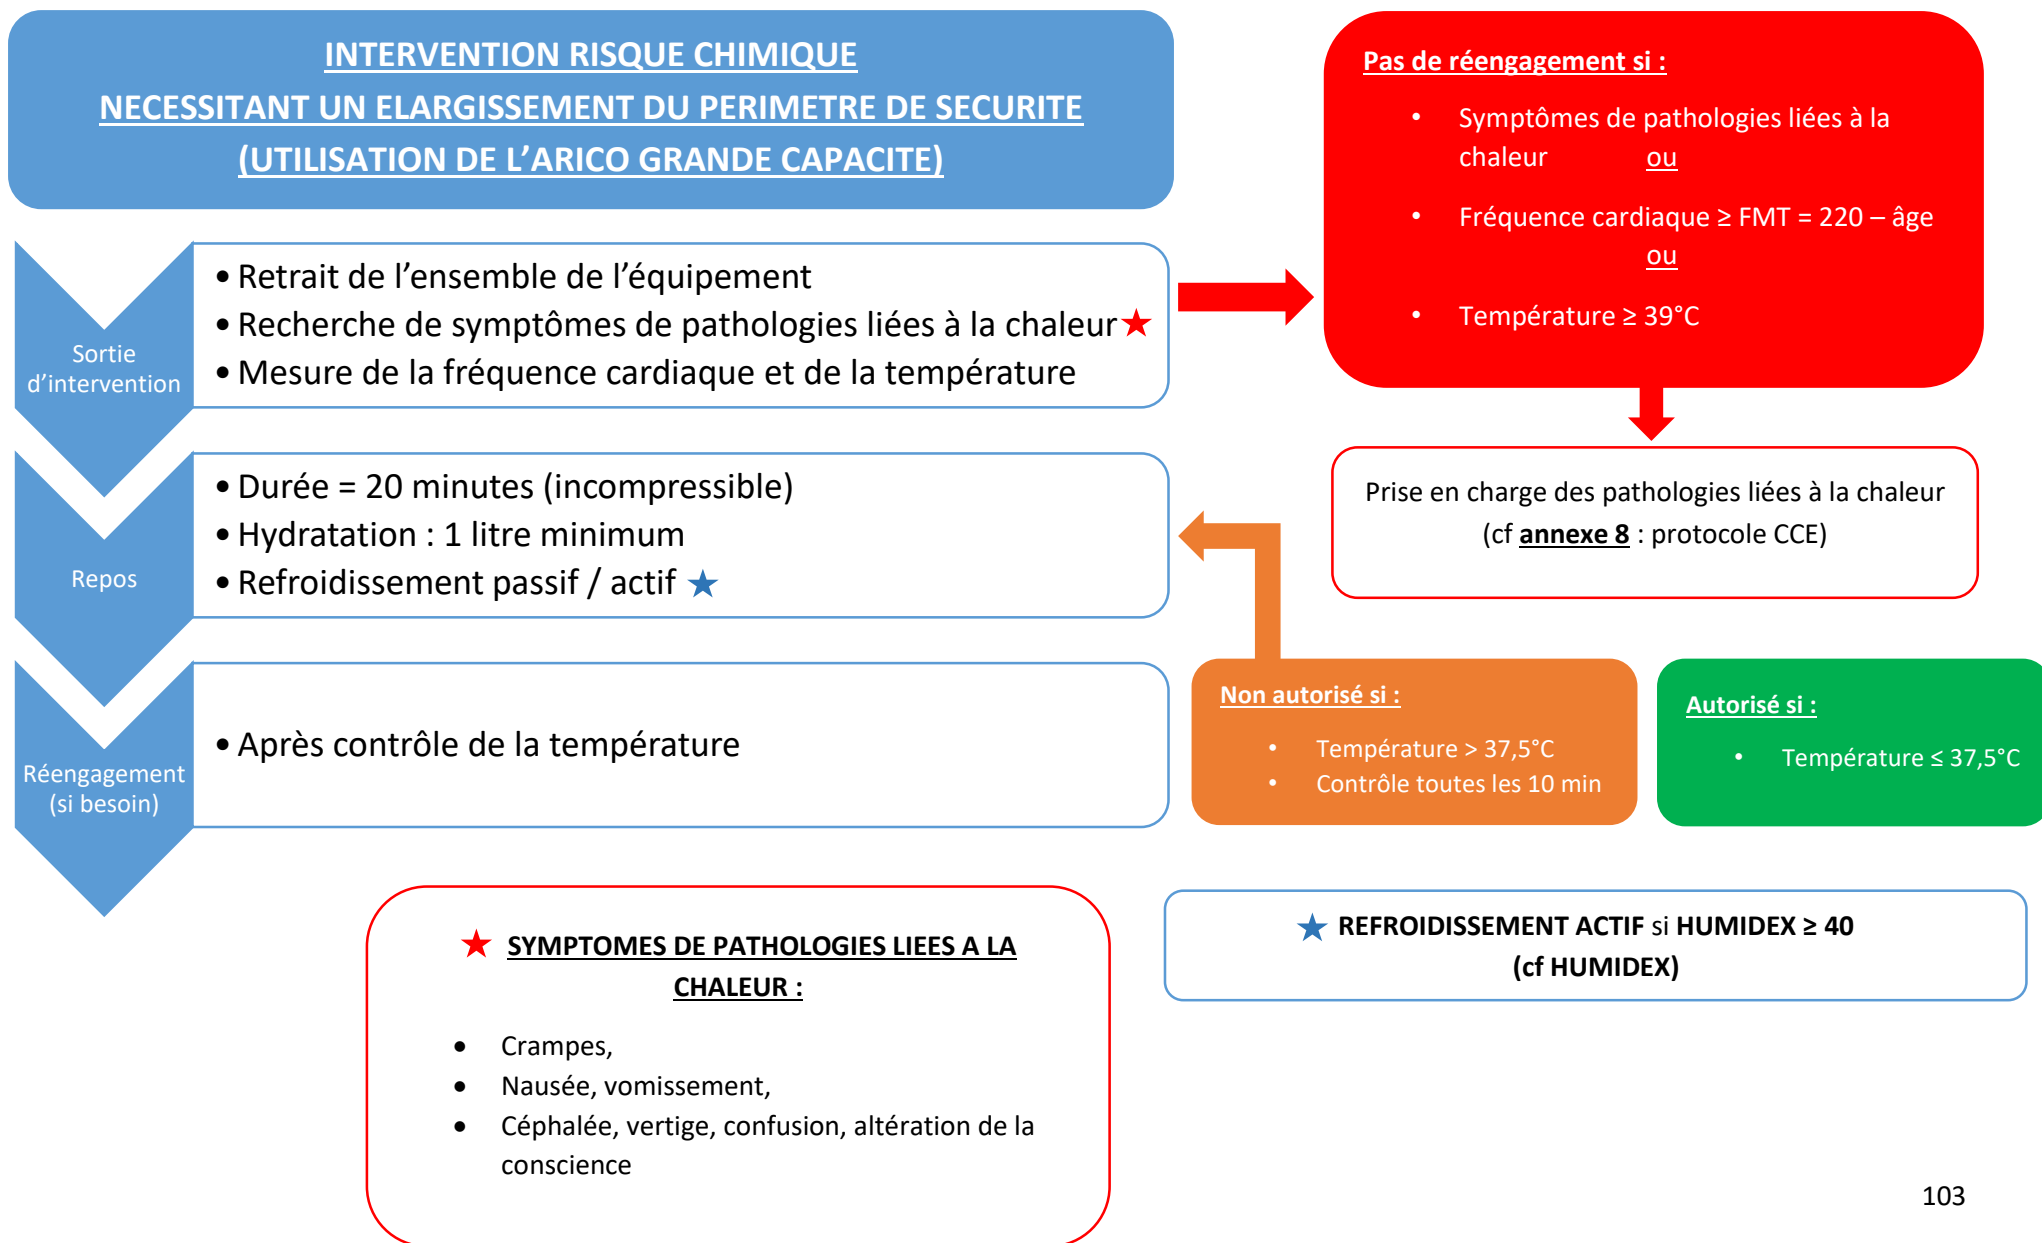 INTERVENTION RISQUE CHIMIQUE
NECESSITANT UN ELARGISSEMENT DU PERIMETRE DE SECURITE
(UTILISATION DE L’ARICO GRANDE CAPACITE)
Pas de réengagement si :
• Symptômes de pathologies liées à la
chaleur ou
• Fréquence cardiaque ≥ FMT = 220 – âge
ou
• Température ≥ 39°C
Sortie
d’intervention
• Retrait de l’ensemble de l’équipement
• Recherche de symptômes de pathologies liées à la chaleur ★
• Mesure de la fréquence cardiaque et de la température
Prise en charge des pathologies liées à la chaleur
(cf annexe 8 : protocole CCE)
Repos
• Durée = 20 minutes (incompressible)
• Hydratation : 1 litre minimum
• Refroidissement passif / actif ★
Réengagement
(si besoin)
• Après contrôle de la température
Non autorisé si :
• Température > 37,5°C
• Contrôle toutes les 10 min
Autorisé si :
• Température ≤ 37,5°C
★ SYMPTOMES DE PATHOLOGIES LIEES A LA
CHALEUR :
• Crampes,
• Nausée, vomissement,
• Céphalée, vertige, confusion, altération de la
conscience
★ REFROIDISSEMENT ACTIF si HUMIDEX ≥ 40
(cf HUMIDEX)
103